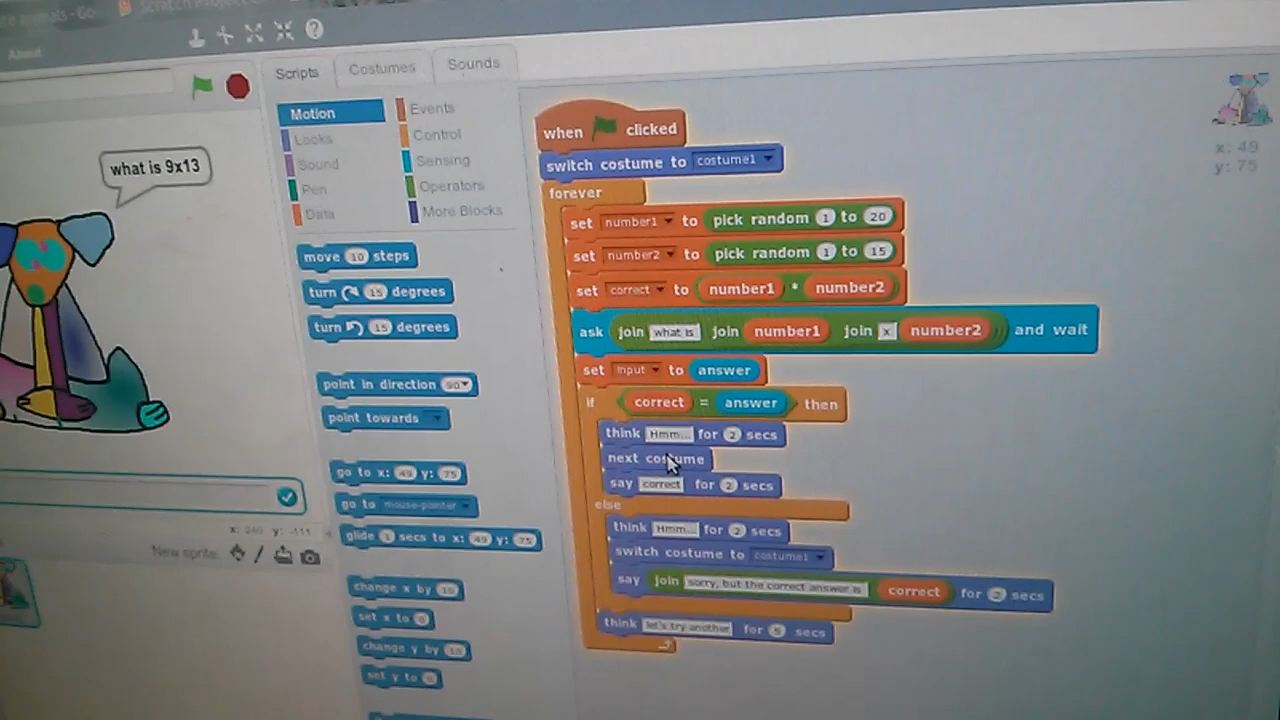 About
Scripts
Costumes
Sounds
Motion
Looks
Sound
Pen
Data
Events
Control
Sensing
Operators
More Blocks
what is 9x13
move 10 steps
turn 15 degrees
turn 15 degrees
point in direction 90
point towards
go to x: 49 y: 75
go to mouse-pointer
glide 1 secs to x: 49 y: 75
change x by 10
set x to 0
change y by 10
set y to 0
New sprite:
when clicked
switch costume to costume1
forever
set number1 to pick random 1 to 20
set number2 to pick random 1 to 15
set correct to number1 * number2
ask join what is join number1 join x number2 and wait
set Input to answer
if correct = answer then
think Hmm... for 2 secs
next costume
say correct for 2 secs
else
think Hmm... for 2 secs
switch costume to costume1
say join sorry, but the correct answer is correct for 2 secs
think let's try another for 5 secs
x: 49
y: 75